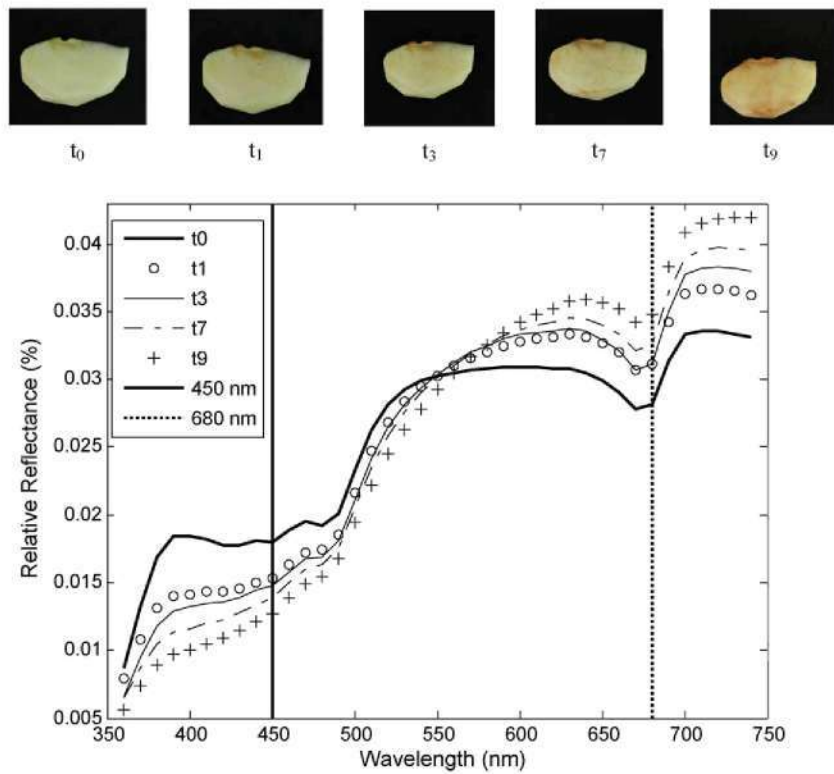 t0 t1 t3 t7 t9
Relative Reflectance (%)
0.04
0.035
0.03
0.025
0.02
0.015
0.01
0.005
t0
t1
t3
t7
t9
450 nm
680 nm
350 400 450 500 550 600 650 700 750
Wavelength (nm)